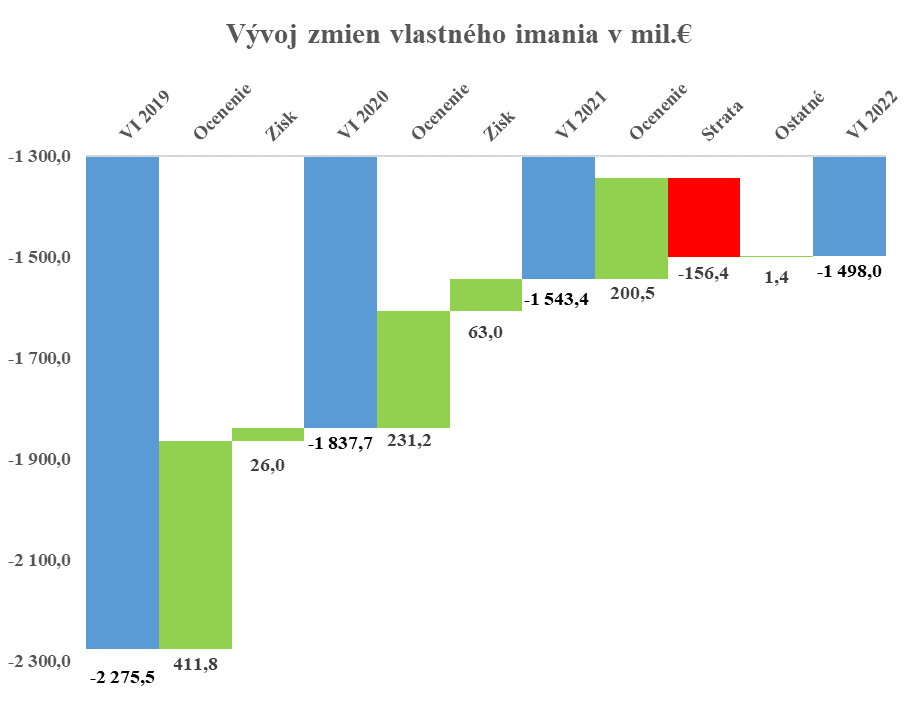 Vývoj zmien vlastného imania v mil.€
VI 2019
Ocenenie
Zisk
VI 2020
Ocenenie
Zisk
VI 2021
Ocenenie
Strata
Ostatné
VI 2022
-1 300,0
-1 500,0
-1 700,0
-1 900,0
-2 100,0
-2 300,0
-2 275,5
411,8
26,0
-1 837,7
231,2
63,0
-1 543,4
200,5
-156,4
1,4
-1 498,0